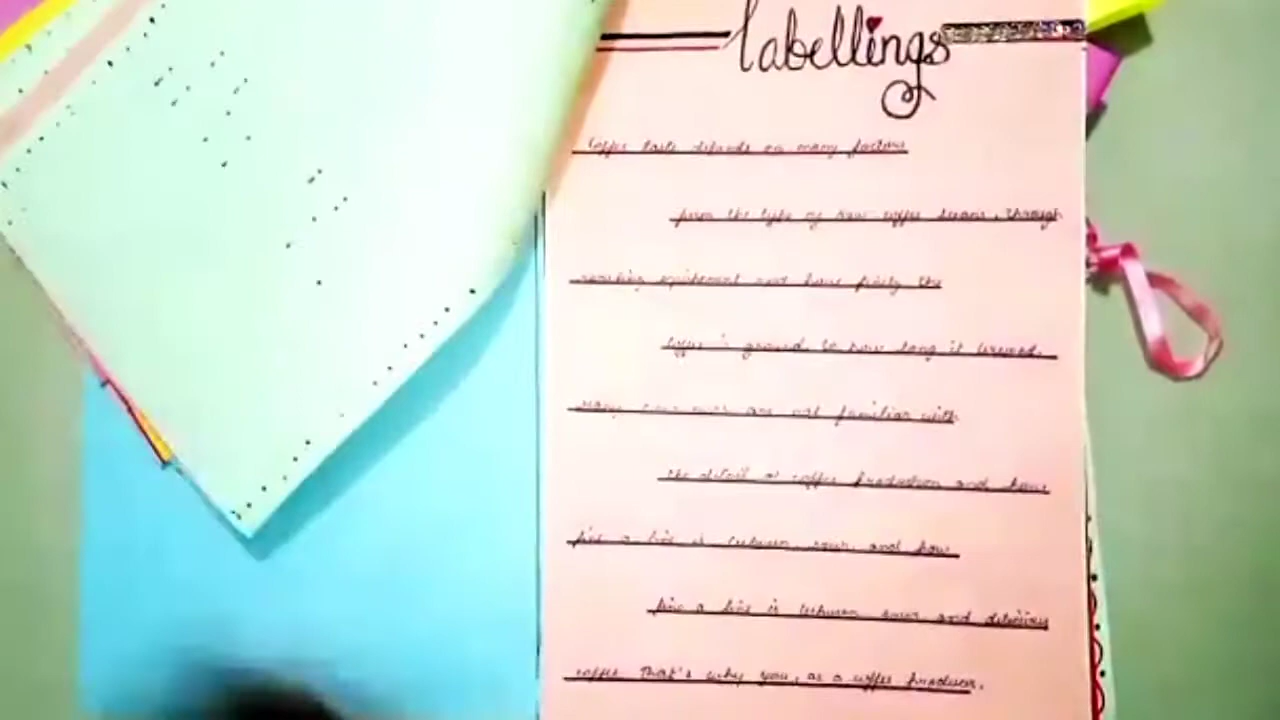 labellings
Coffee taste depends on many factors
from the type of raw coffee beans, through
roasting equipment and how finely the
coffee is ground to how long it brewed.
Many consumers are not familiar with
the detail of coffee production and how
fine a line is between sour and how
fine a line is between sour and delicious
coffee. That's why you, as a coffee producer,